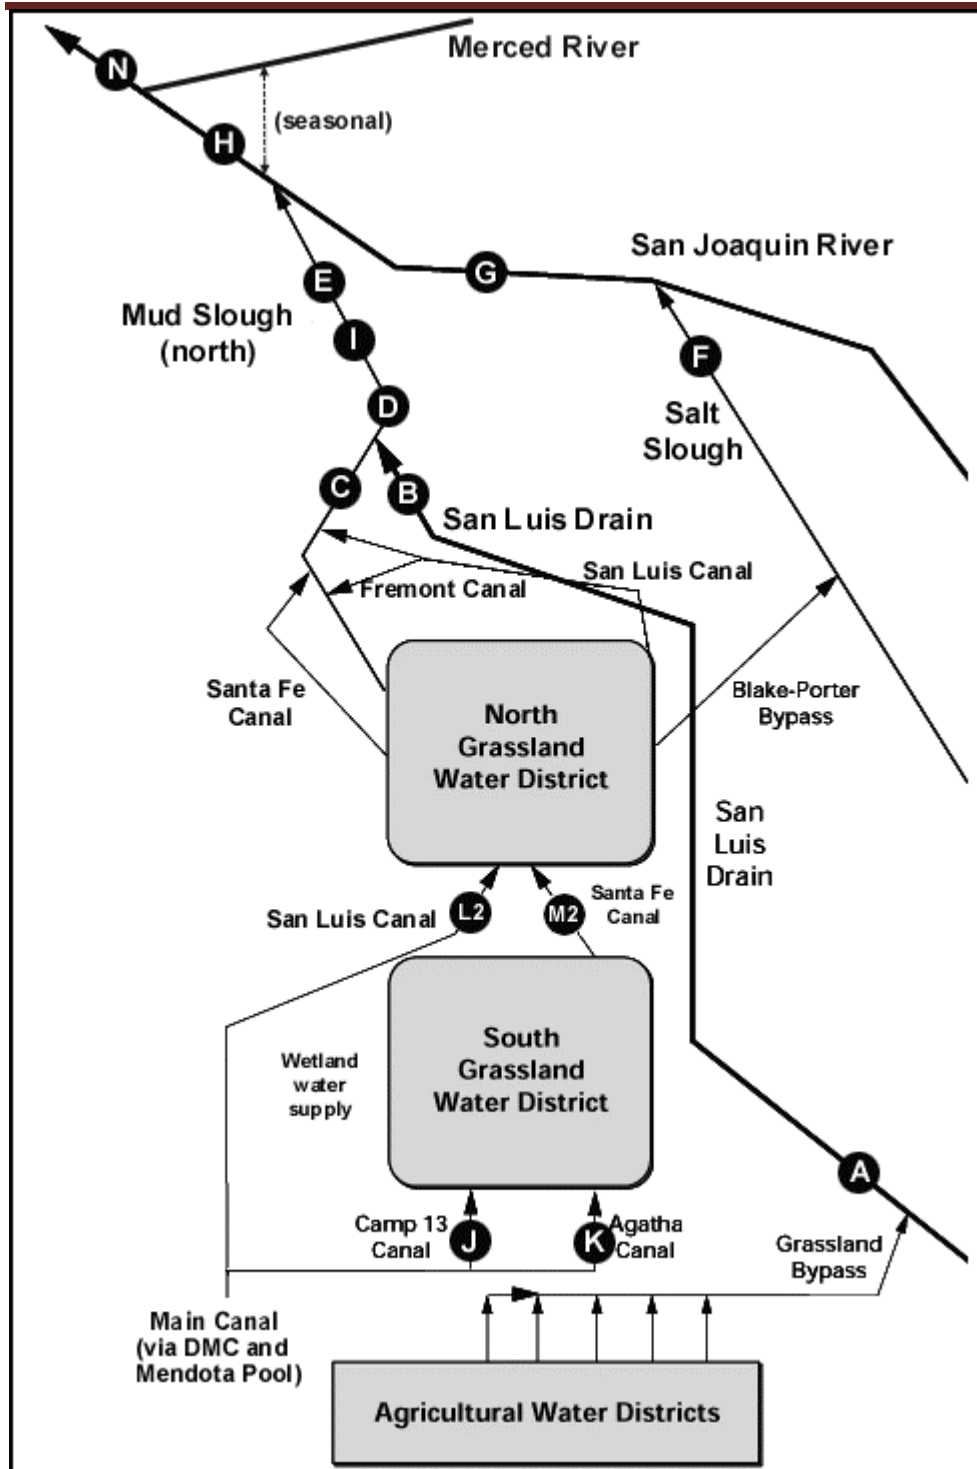 Merced River
N
(seasonal)
H
San Joaquin River
G
E
Mud Slough
(north)
I
F
D
Salt
Slough
C
B
San Luis Drain
San Luis Canal
Fremont Canal
Santa Fe
Canal
North
Grassland
Water District
Blake-Porter
Bypass
San
Luis
Drain
San Luis Canal
L2
M2
Santa Fe
Canal
South
Grassland
Water District
Wetland
water
supply
A
Camp 13
Canal
J
K
Agatha
Canal
Grassland
Bypass
Main Canal
(via DMC and
Mendota Pool)
Agricultural Water Districts